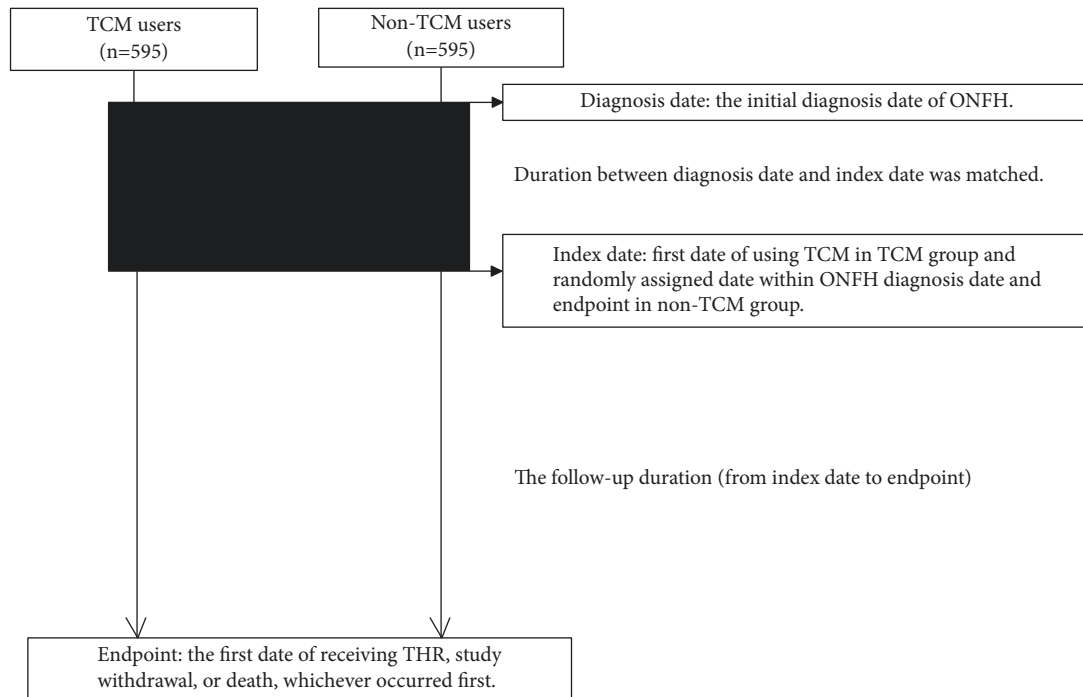 TCM users
(n=595)
Non-TCM users
(n=595)
Diagnosis date: the initial diagnosis date of ONFH.
Duration between diagnosis date and index date was matched.
Index date: first date of using TCM in TCM group and
randomly assigned date within ONFH diagnosis date and
endpoint in non-TCM group.
The follow-up duration (from index date to endpoint)
Endpoint: the first date of receiving THR, study
withdrawal, or death, whichever occurred first.